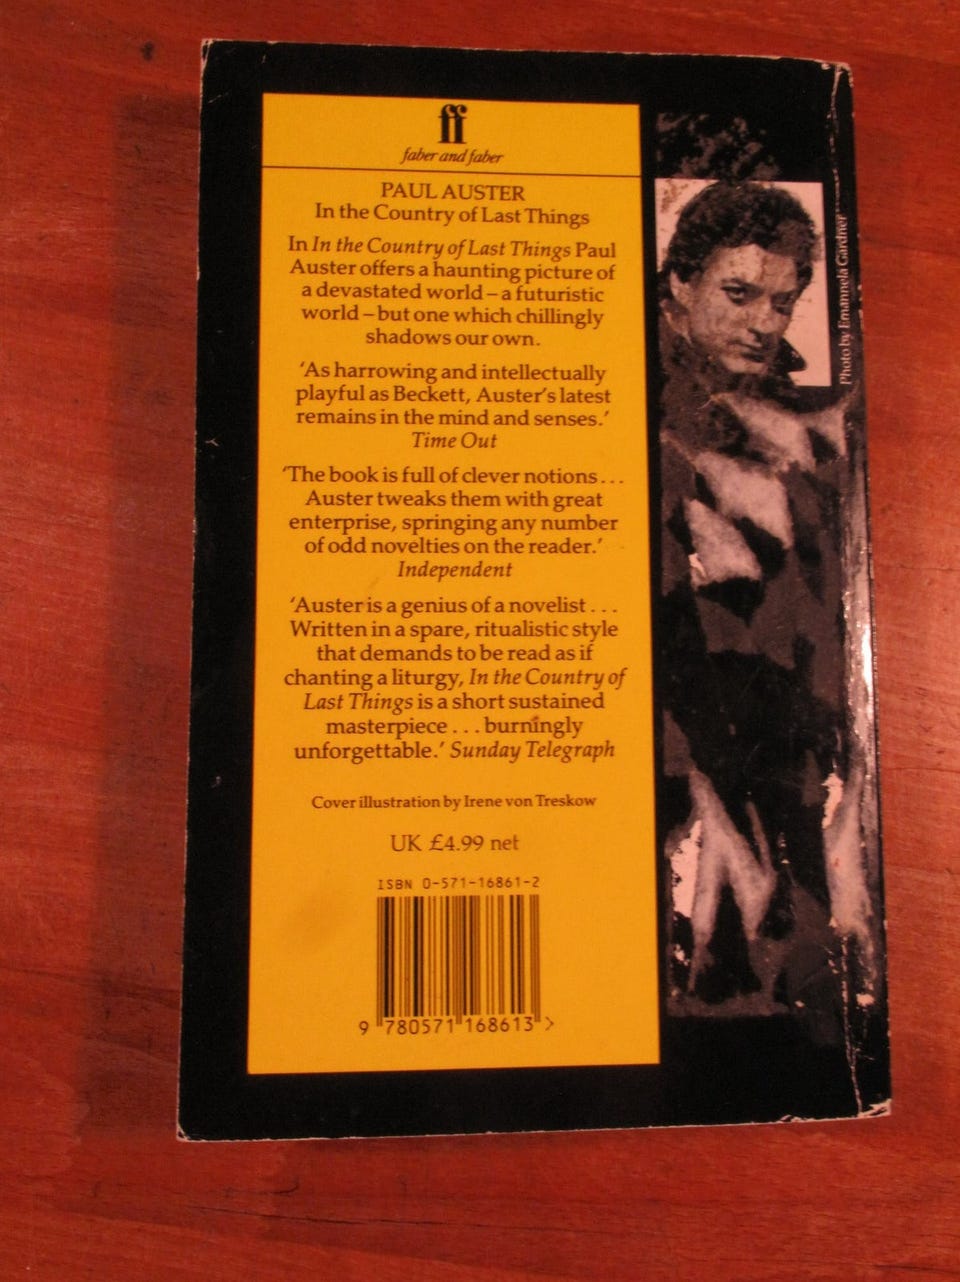 ff
faber and faber
PAUL AUSTER
In the Country of Last Things
In In the Country of Last Things Paul
Auster offers a haunting picture of
a devastated world – a futuristic
world – but one which chillingly
shadows our own.
‘As harrowing and intellectually
playful as Beckett, Auster’s latest
remains in the mind and senses.’
Time Out
‘The book is full of clever notions . . .
Auster tweaks them with great
enterprise, springing any number
of odd novelties on the reader.’
Independent
‘Auster is a genius of a novelist . . .
Written in a spare, ritualistic style
that demands to be read as if
chanting a liturgy, In the Country of
Last Things is a short sustained
masterpiece . . . burningly
unforgettable.’ Sunday Telegraph
Cover illustration by Irene von Treskow
UK £4.99 net
ISBN 0-571-16861-2
9 780571 168613 >
Photo by Emannela Gardner